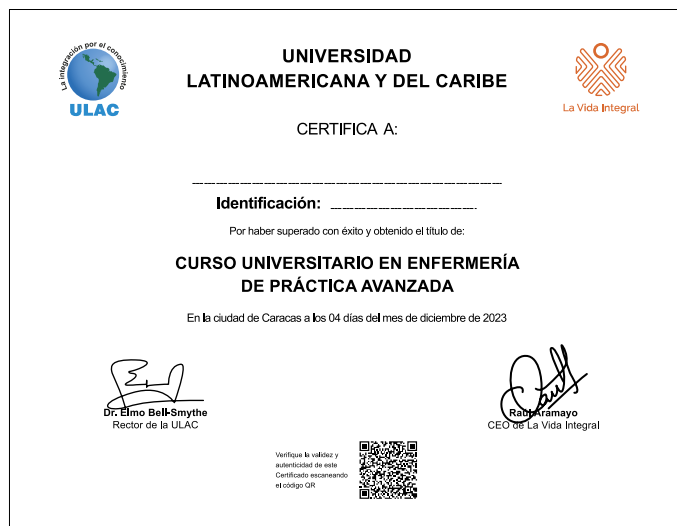 La integración por el conocimiento
ULAC
UNIVERSIDAD
LATINOAMERICANA Y DEL CARIBE
La Vida Integral
CERTIFICA A:
Identificación:
Por haber superado con éxito y obtenido el título de:
CURSO UNIVERSITARIO EN ENFERMERÍA
DE PRÁCTICA AVANZADA
En la ciudad de Caracas a los 04 días del mes de diciembre de 2023
Dr. Elmo Bell-Smythe
Rector de la ULAC
Raúl Aramayo
CEO de La Vida Integral
Verifique la validez y
autenticidad de este
Certificado escaneando
el código QR